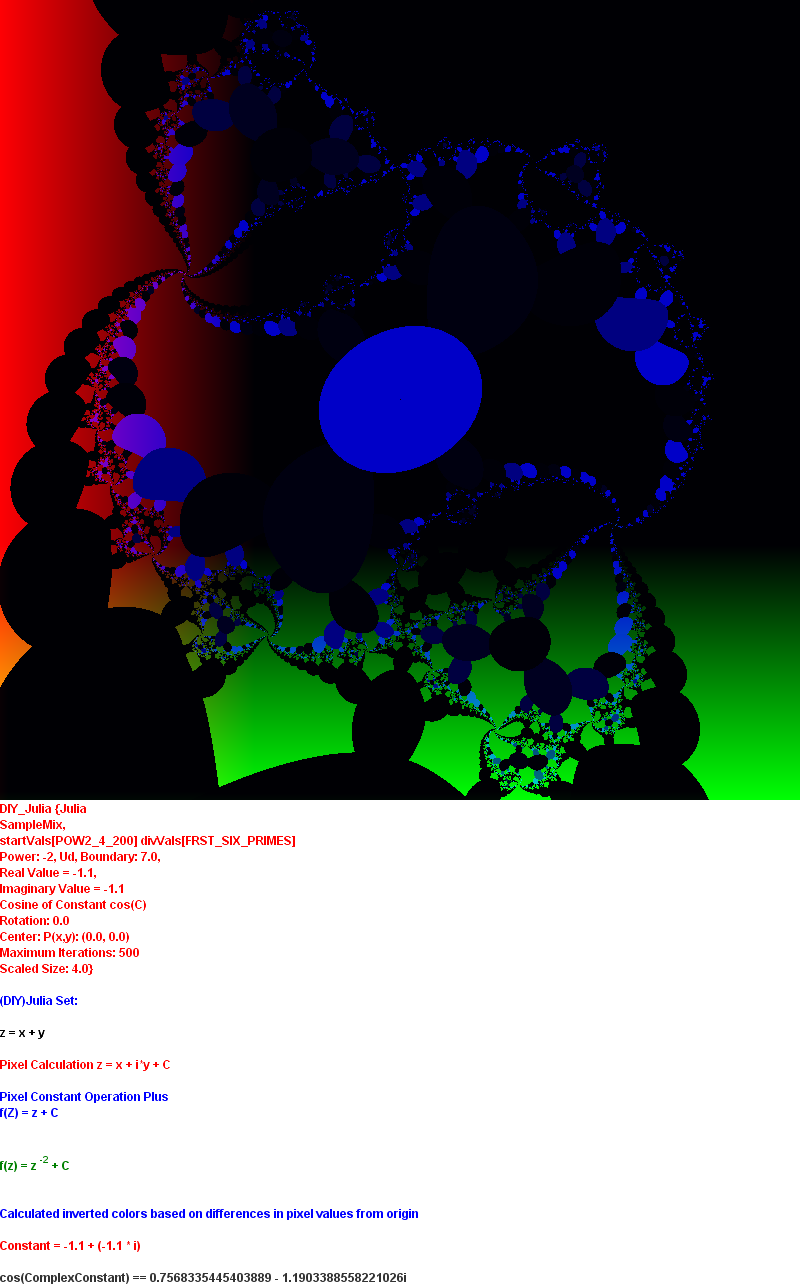 DIY_Julia {Julia
SampleMix,
startVals[POW2_4_200] divVals[FRST_SIX_PRIMES]
Power: -2, Ud, Boundary: 7.0,
Real Value = -1.1,
Imaginary Value = -1.1
Cosine of Constant cos(C)
Rotation: 0.0
Center: P(x,y): (0.0, 0.0)
Maximum Iterations: 500
Scaled Size: 4.0}
(DIY)Julia Set:
z = x + y
Pixel Calculation z = x + i*y + C
Pixel Constant Operation Plus
f(Z) = z + C
f(z) = z ⁻² + C
Calculated inverted colors based on differences in pixel values from origin
Constant = -1.1 + (-1.1 * i)
cos(ComplexConstant) == 0.7568335445403889 - 1.1903388558221026i